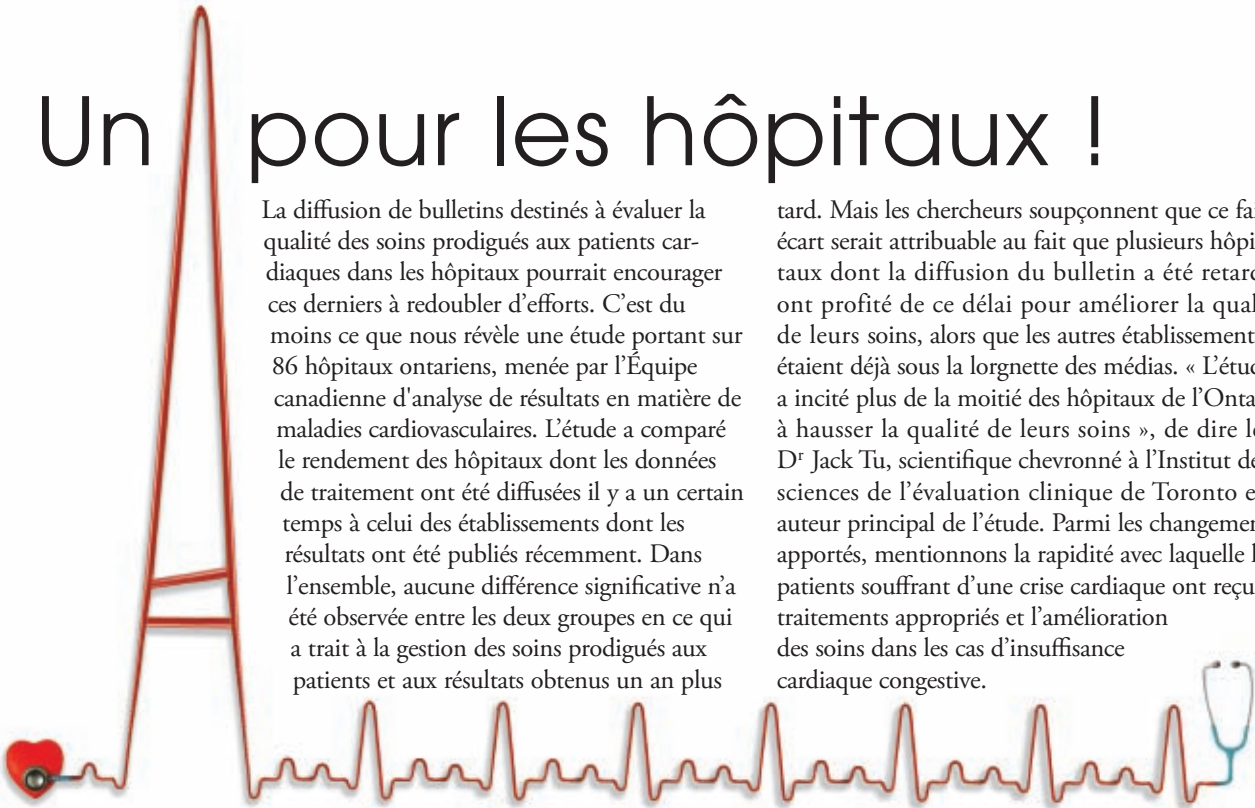 Un A pour les hôpitaux !
La diffusion de bulletins destinés à évaluer la
qualité des soins prodigués aux patients car-
diaques dans les hôpitaux pourrait encourager
ces derniers à redoubler d'efforts. C'est du
moins ce que nous révèle une étude portant sur
86 hôpitaux ontariens, menée par l'Équipe
canadienne d'analyse de résultats en matière de
maladies cardiovasculaires. L'étude a comparé
le rendement des hôpitaux dont les données
de traitement ont été diffusées il y a un certain
temps à celui des établissements dont les
résultats ont été publiés récemment. Dans
l'ensemble, aucune différence significative n'a
été observée entre les deux groupes en ce qui
a trait à la gestion des soins prodigués aux
patients et aux résultats obtenus un an plus
tard. Mais les chercheurs soupçonnent que ce fai
écart serait attribuable au fait que plusieurs hôpi
taux dont la diffusion du bulletin a été retard
ont profité de ce délai pour améliorer la qual
de leurs soins, alors que les autres établissement
étaient déjà sous la lorgnette des médias. « L'étud
a incité plus de la moitié des hôpitaux de l'Onta
à hausser la qualité de leurs soins », de dire le
Dr Jack Tu, scientifique chevronné à l'Institut de
sciences de l'évaluation clinique de Toronto e
auteur principal de l'étude. Parmi les changemen
apportés, mentionnons la rapidité avec laquelle l
patients souffrant d'une crise cardiaque ont reçu
traitements appropriés et l'amélioration
des soins dans les cas d'insuffisance
cardiaque congestive.